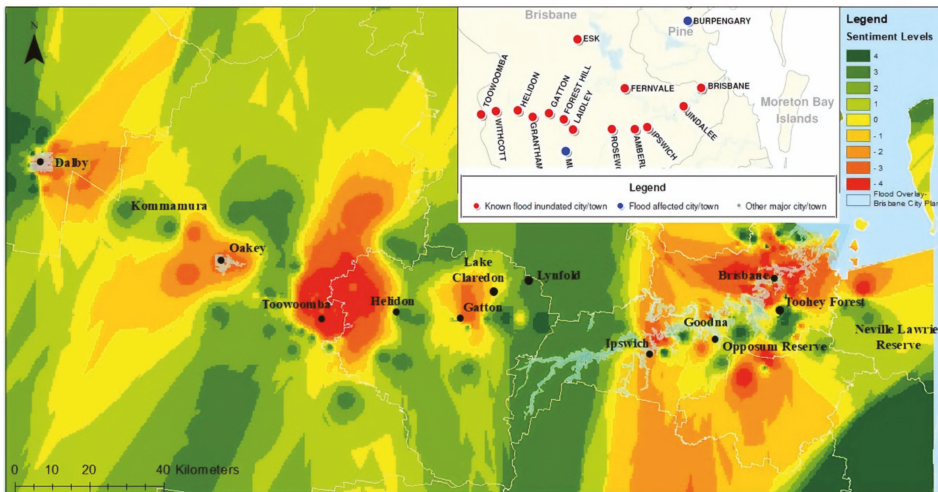 N
Dalby
Kommamura
Oakey
Toowoomba
Helidon
Lake
Claredon
Gatton
Lynfold
Ipswich
Goodna
Opposum Reserve
Brisbane
Toohey Forest
Neville Lawrie
Reserve
0 10 20 40 Kilometers
Brisbane
Pine
BURPENGARY
ESK
TOOWOOMBA
WITHCOTT
HELIDON
GRANTHAM
GATTON
FOREST HILL
LAIDLEY
FERNVALE
BRISBANE
ROSEW
AMBERL
IPSWICH
Moreton Bay
Islands
Legend
Known flood inundated city/town
Flood affected city/town
Other major city/town
Legend
Sentiment Levels
4
3
2
1
0
- 1
- 2
- 3
- 4
Flood Overlay-
Brisbane City Plan